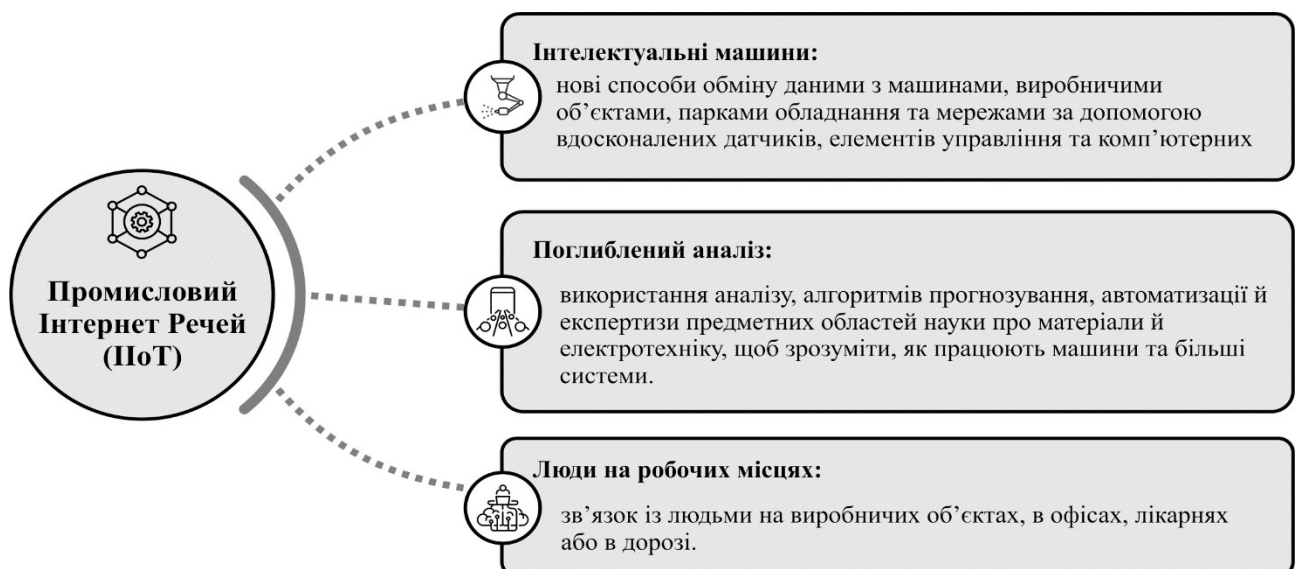 Інтелектуальні машини:
нові способи обміну даними з машинами, виробничими
об’єктами, парками обладнання та мережами за допомогою
вдосконалених датчиків, елементів управління та комп’ютерних
Промисловий
Інтернет Речей
(ІІоТ)
Поглиблений аналіз:
використання аналізу, алгоритмів прогнозування, автоматизації й
експертизи предметних областей науки про матеріали й
електротехніку, щоб зрозуміти, як працюють машини та більші
системи.
Люди на робочих місцях:
зв’язок із людьми на виробничих об’єктах, в офісах, лікарнях
або в дорозі.